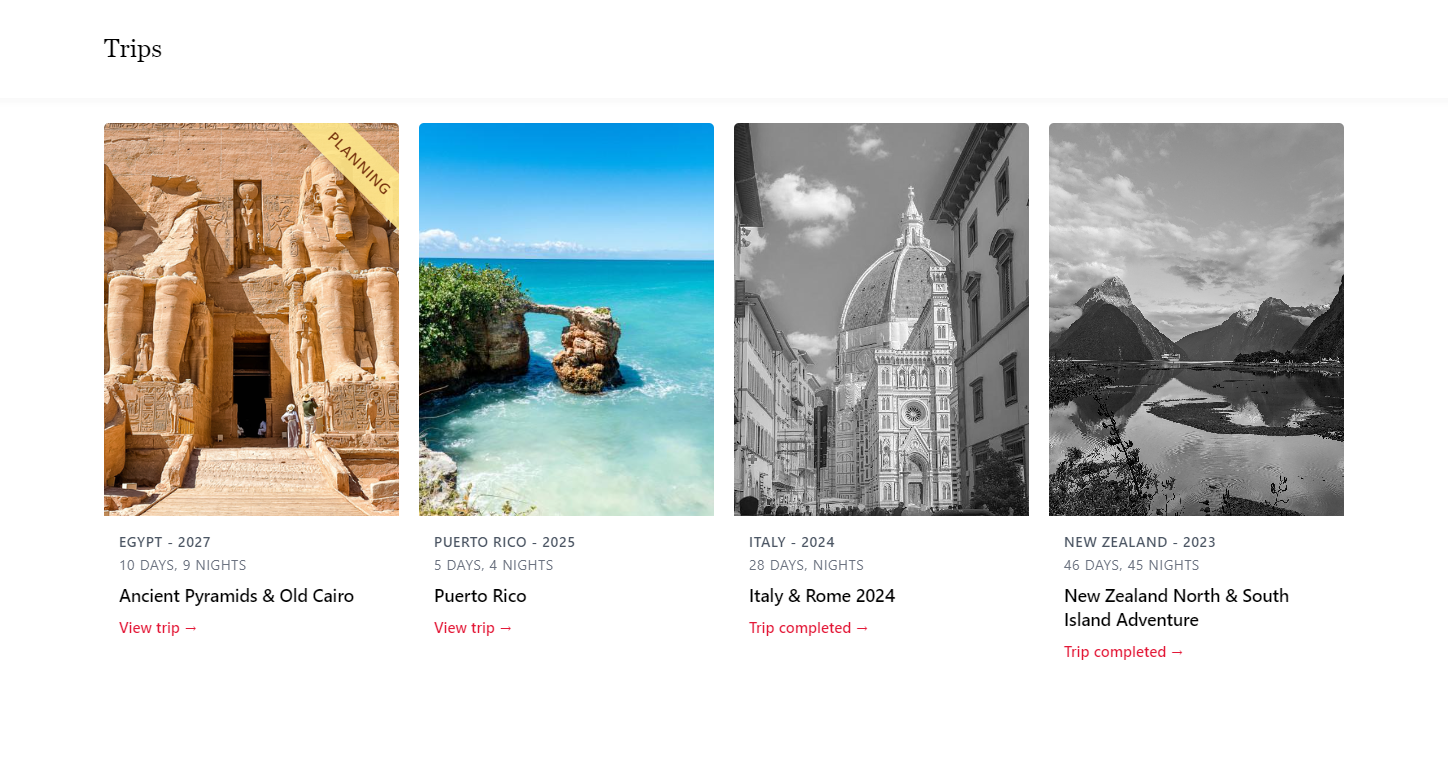 Trips
PLANNING
EGYPT - 2027
10 DAYS, 9 NIGHTS
Ancient Pyramids & Old Cairo
View trip →
PUERTO RICO - 2025
5 DAYS, 4 NIGHTS
Puerto Rico
View trip →
ITALY - 2024
28 DAYS, NIGHTS
Italy & Rome 2024
Trip completed →
NEW ZEALAND - 2023
46 DAYS, 45 NIGHTS
New Zealand North & South
Island Adventure
Trip completed →